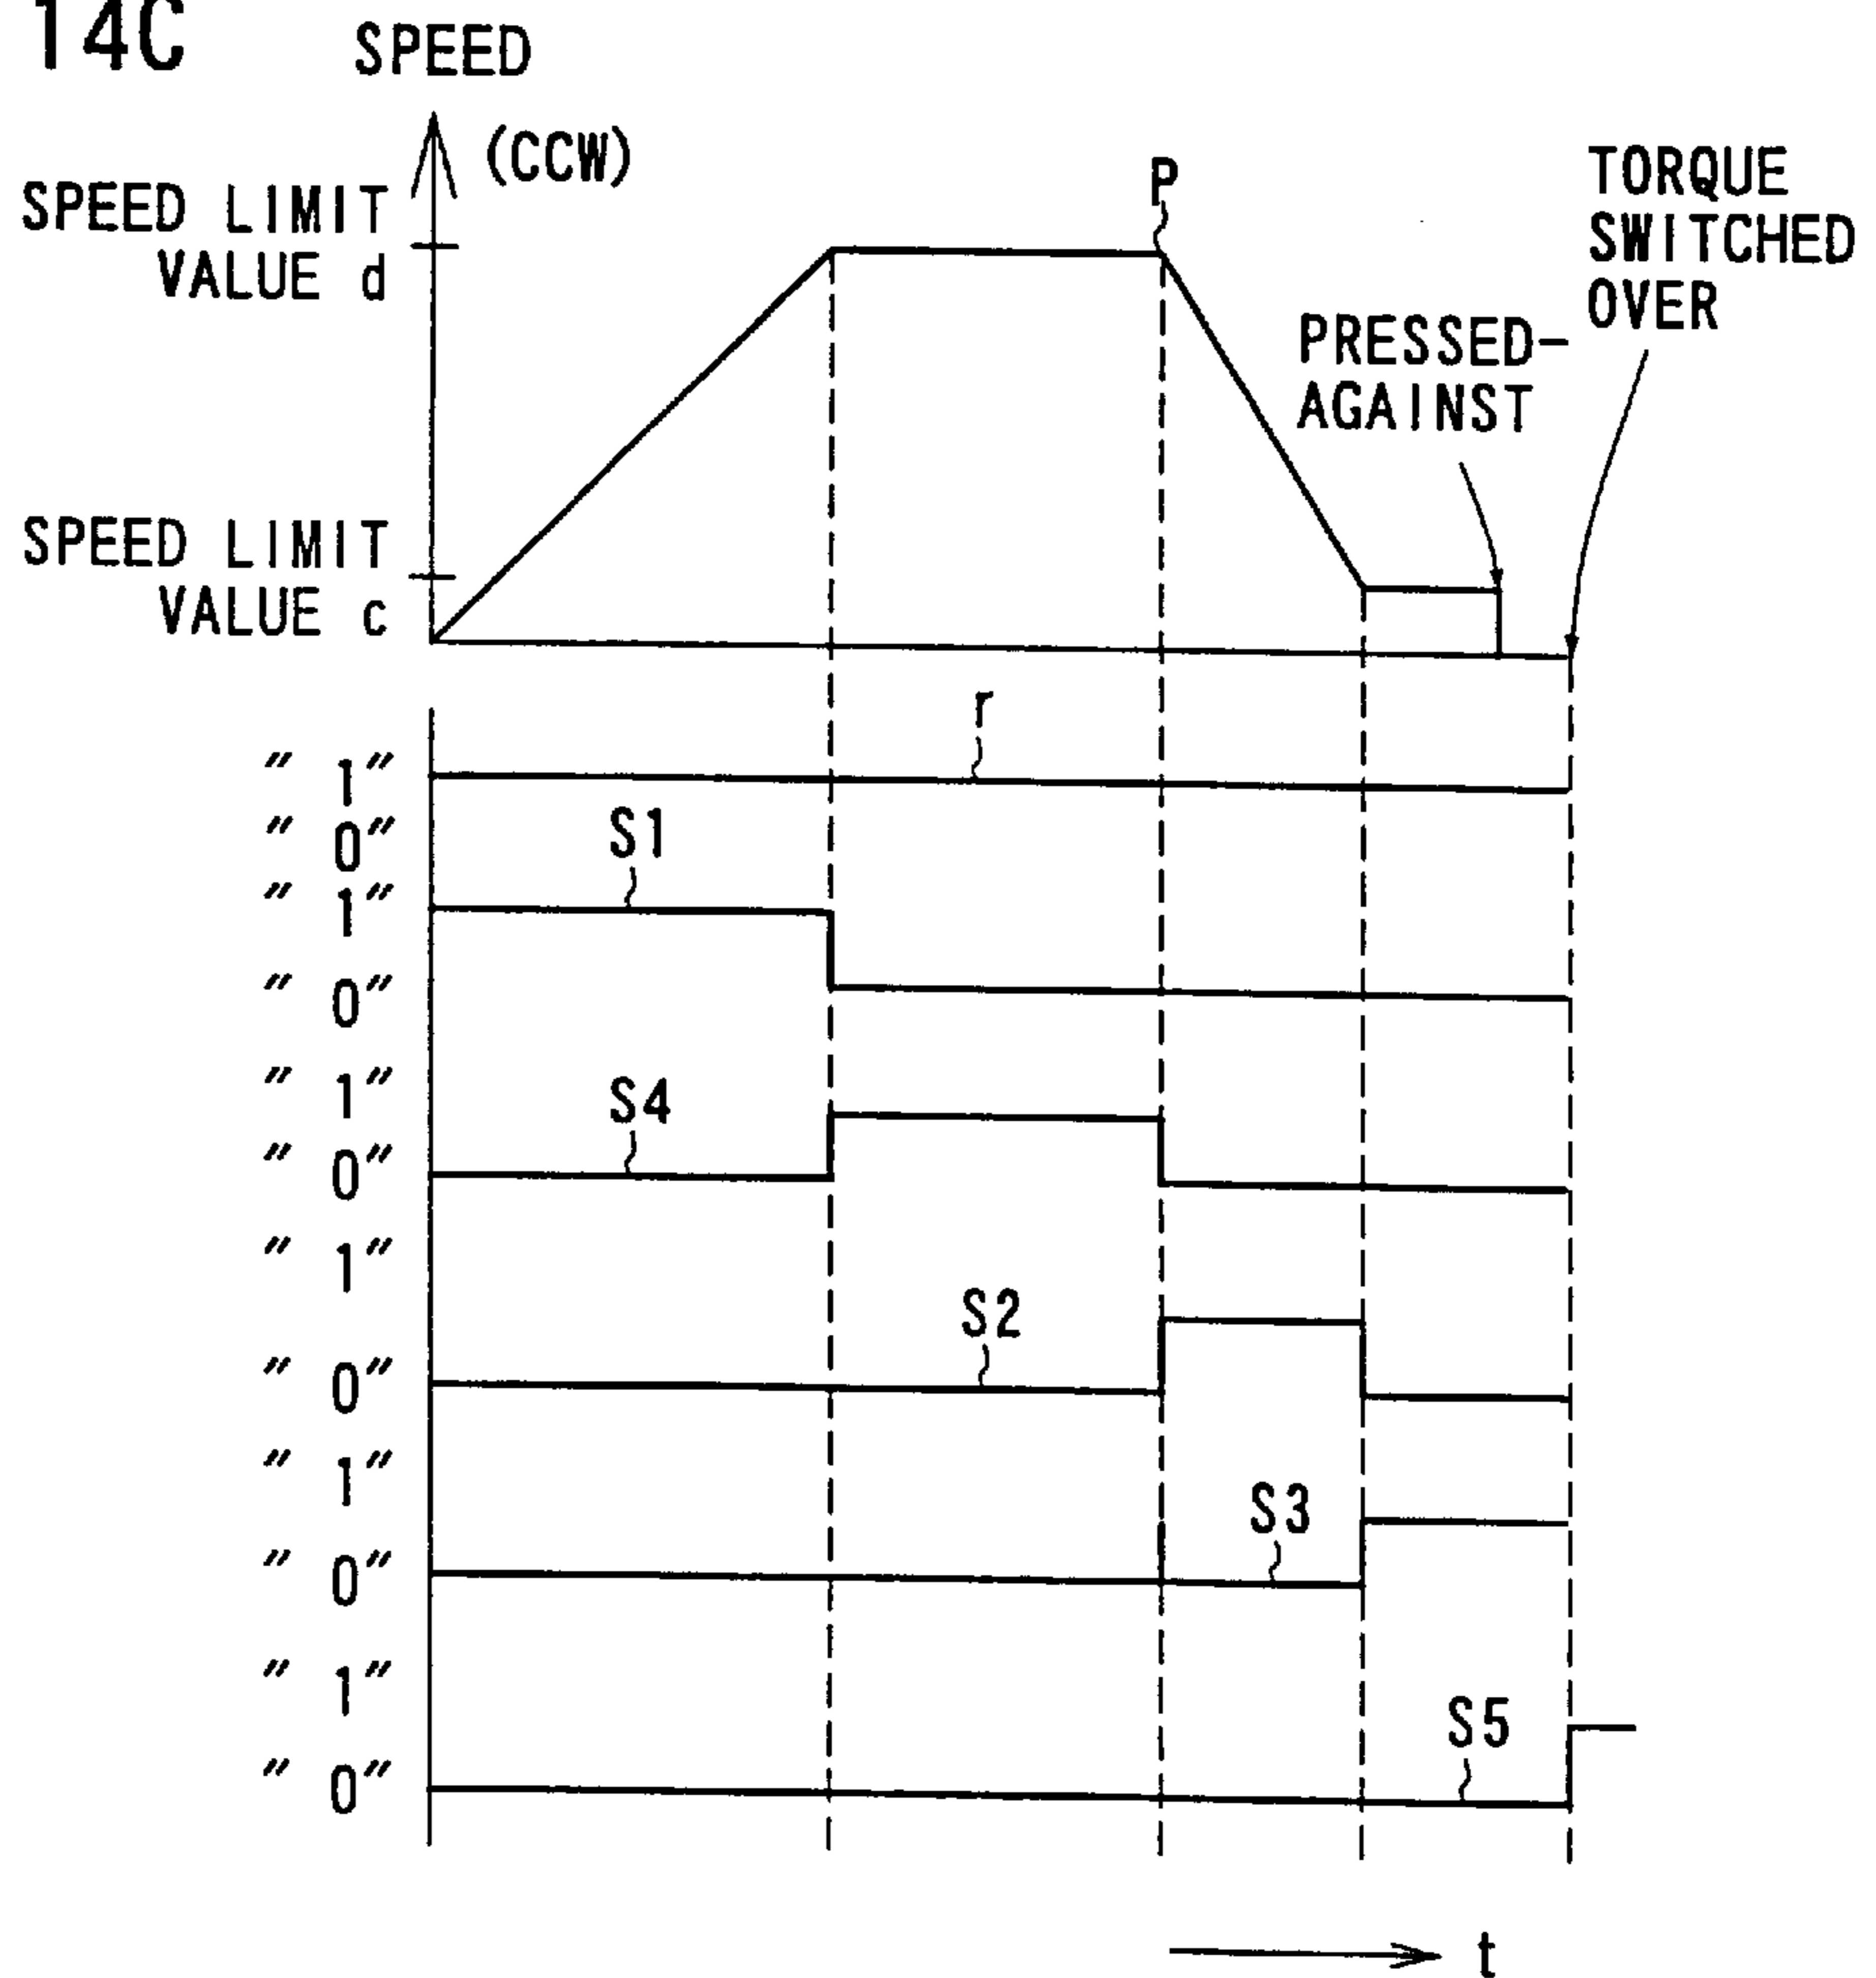 14C
SPEED
(CCW)
SPEED LIMIT
VALUE d
P
TORQUE
SWITCHED
OVER
PRESSED-
AGAINST
SPEED LIMIT
VALUE c
r
" 1"
" 0"
S1
" 1"
" 0"
" 1"
S4
" 0"
" 1"
S2
" 0"
" 1"
S3
" 0"
" 1"
S5
" 0"
t